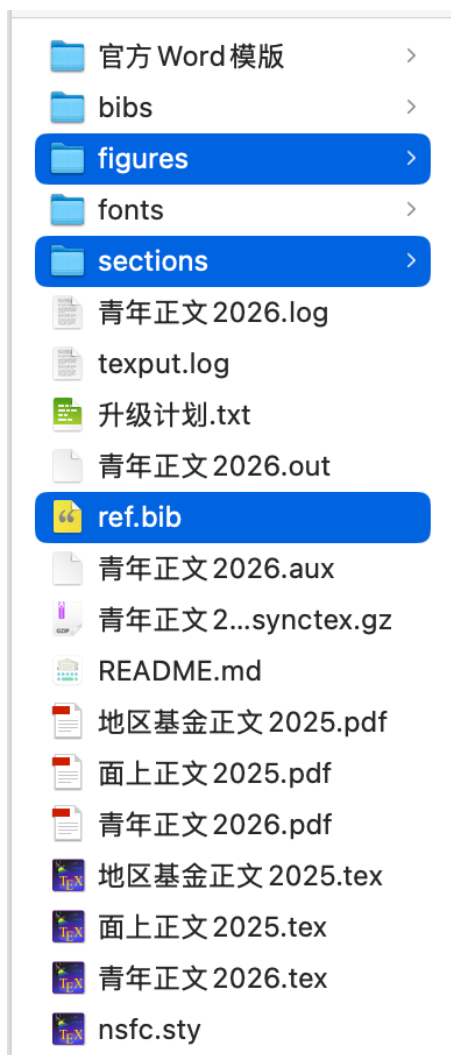 官方Word模版
bibs
figures
fonts
sections
青年正文2026.log
texput.log
升级计划.txt
青年正文2026.out
ref.bib
青年正文2026.aux
青年正文2...synctex.gz
README.md
地区基金正文2025.pdf
面上正文2025.pdf
青年正文2026.pdf
地区基金正文2025.tex
面上正文2025.tex
青年正文2026.tex
nsfc.sty